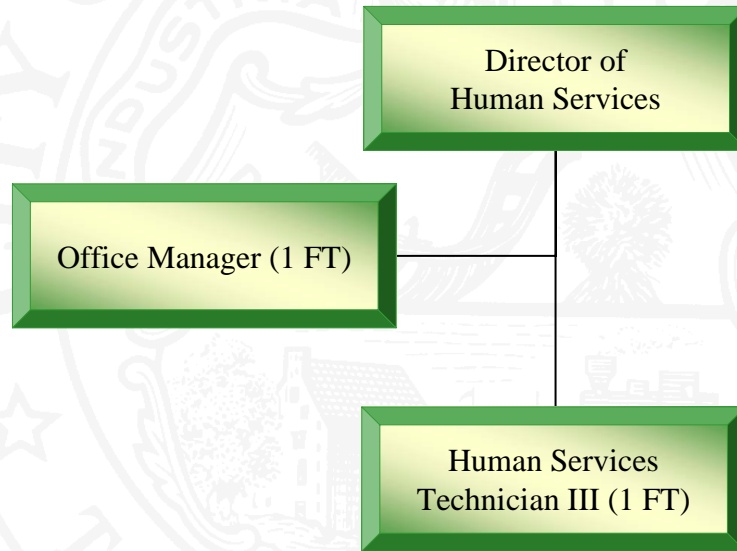 Director of
Human Services
Office Manager (1 FT)
Human Services
Technician III (1 FT)